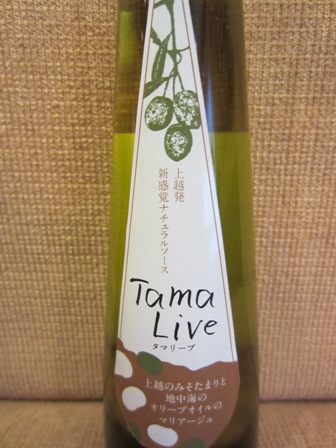 上越発
新感覚ナチュラルソース
Tama
Live
タマリーブ
上越のみそたまりと
地中海の
オリーブオイルの
マリアージュ